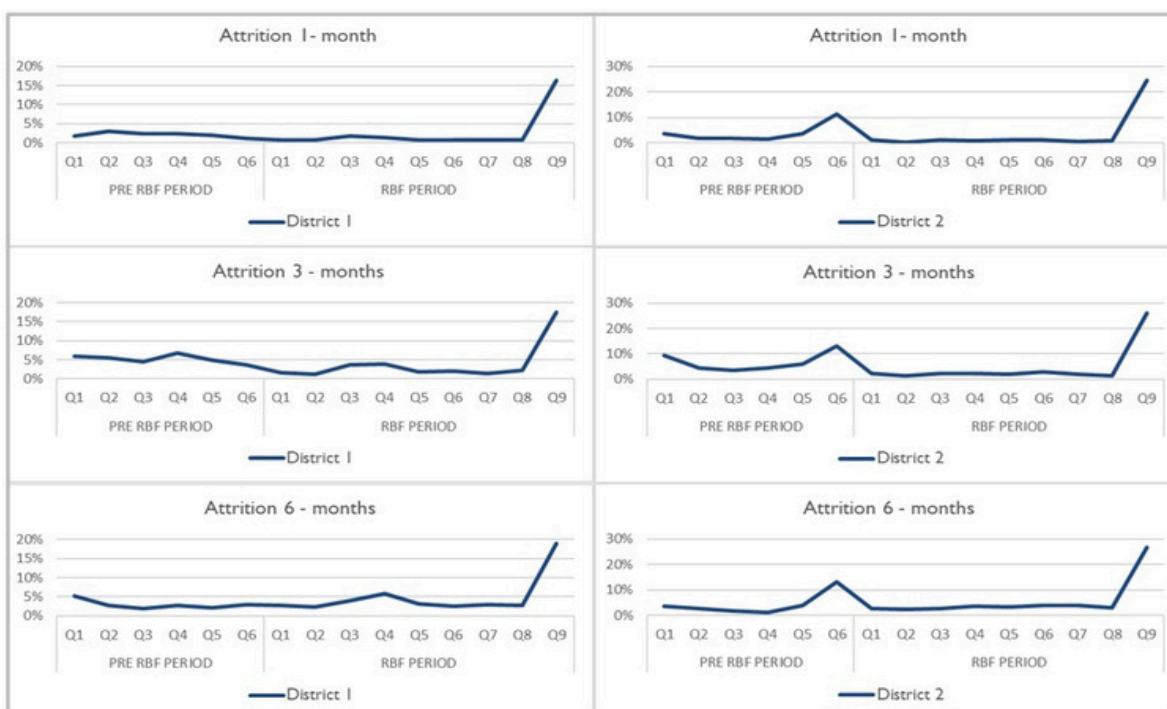 Attrition 1- month
20%
15%
10%
5%
0%
Q1 Q2 Q3 Q4 Q5 Q6 Q1 Q2 Q3 Q4 Q5 Q6 Q7 Q8 Q9
PRE RBF PERIOD RBF PERIOD
District 1
Attrition 1- month
30%
20%
10%
0%
Q1 Q2 Q3 Q4 Q5 Q6 Q1 Q2 Q3 Q4 Q5 Q6 Q7 Q8 Q9
PRE RBF PERIOD RBF PERIOD
District 2
Attrition 3 - months
20%
15%
10%
5%
0%
Q1 Q2 Q3 Q4 Q5 Q6 Q1 Q2 Q3 Q4 Q5 Q6 Q7 Q8 Q9
PRE RBF PERIOD RBF PERIOD
District 1
Attrition 3 - months
30%
20%
10%
0%
Q1 Q2 Q3 Q4 Q5 Q6 Q1 Q2 Q3 Q4 Q5 Q6 Q7 Q8 Q9
PRE RBF PERIOD RBF PERIOD
District 2
Attrition 6 - months
20%
15%
10%
5%
0%
Q1 Q2 Q3 Q4 Q5 Q6 Q1 Q2 Q3 Q4 Q5 Q6 Q7 Q8 Q9
PRE RBF PERIOD RBF PERIOD
District 1
Attrition 6 - months
30%
20%
10%
0%
Q1 Q2 Q3 Q4 Q5 Q6 Q1 Q2 Q3 Q4 Q5 Q6 Q7 Q8 Q9
PRE RBF PERIOD RBF PERIOD
District 2